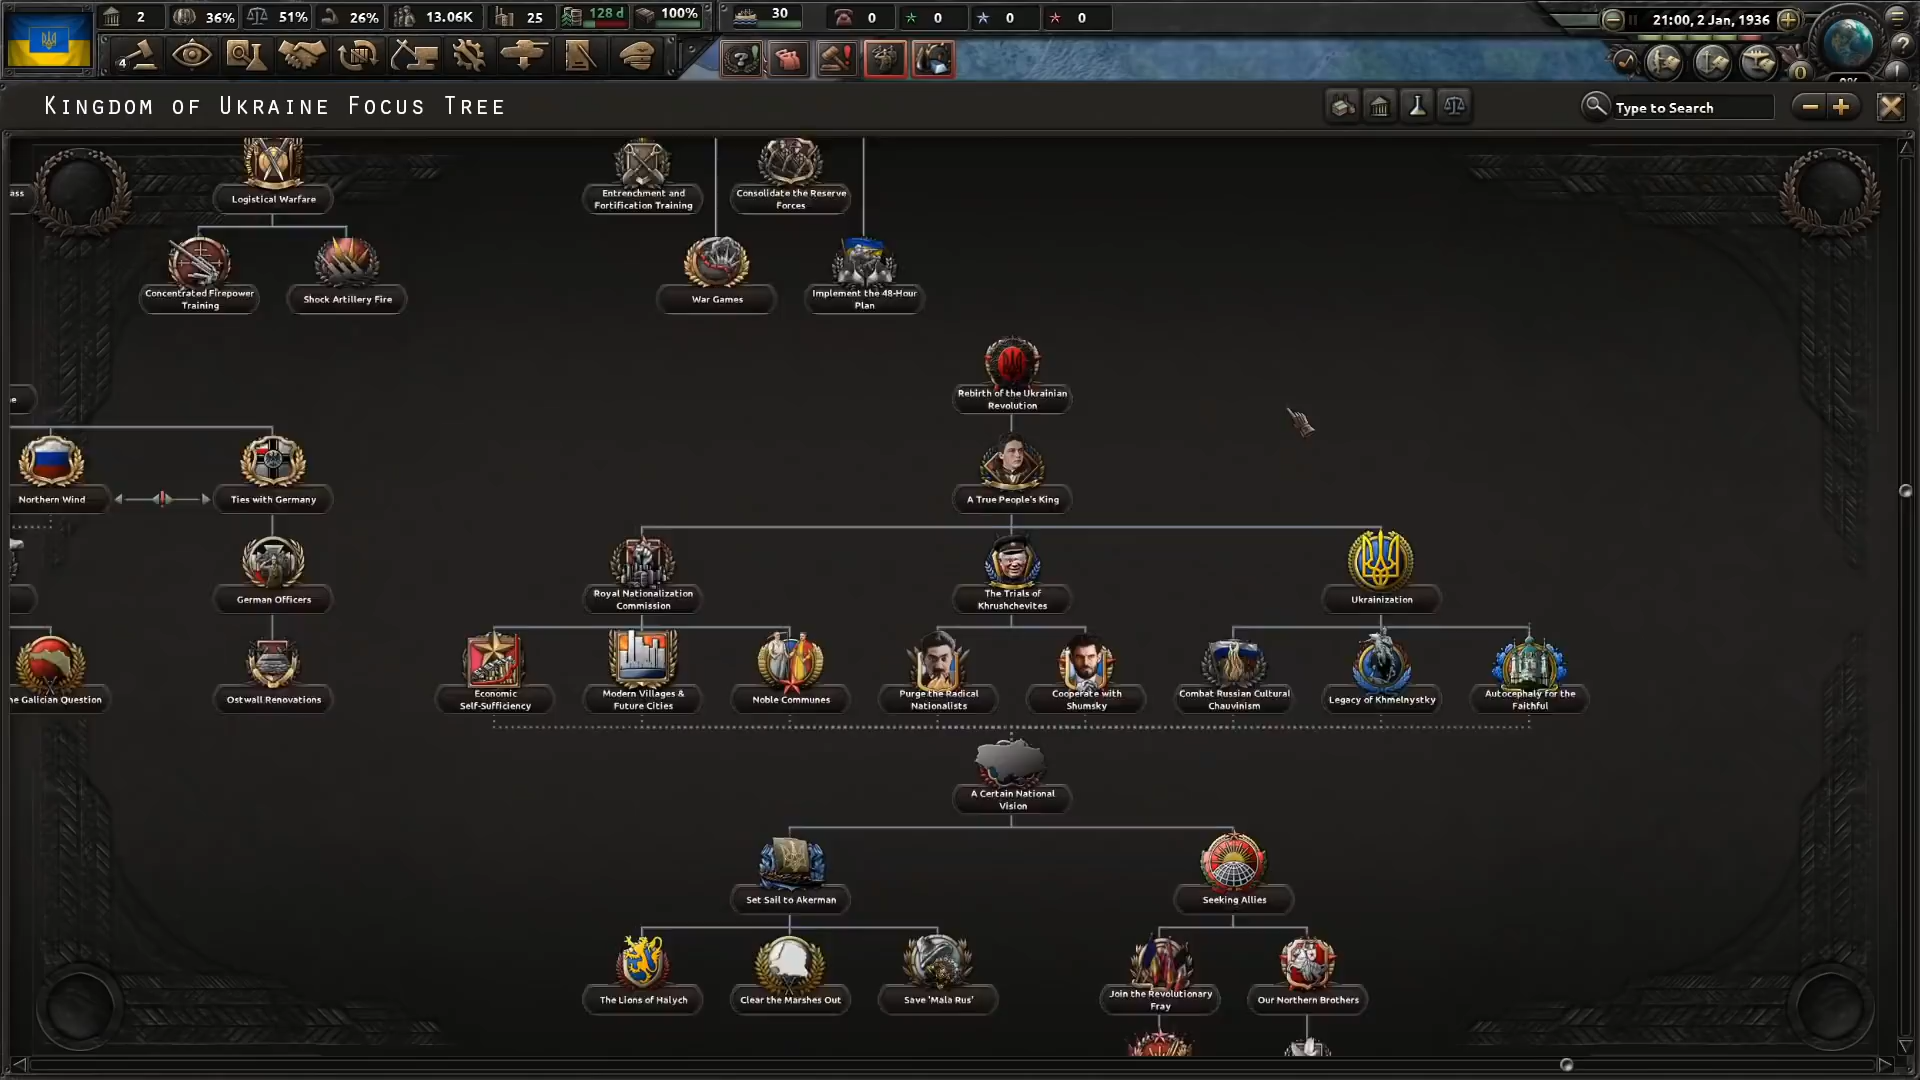 2
36%
51%
26%
13.06K
25
128 d
100%
30
0
0
0
0
21:00, 2 Jan, 1936
4
0
Kingdom of Ukraine Focus Tree
Type to Search
Logistical Warfare
Entrenchment and
Fortification Training
Consolidate the Reserve
Forces
Concentrated Firepower
Training
Shock Artillery Fire
War Games
Implement the 48-Hour
Plan
Rebirth of the Ukrainian
Revolution
Northern Wind
Ties with Germany
A True People's King
German Officers
Royal Nationalization
Commission
The Trials of
Khrushchevites
Ukrainization
ne Galician Question
Ostwall Renovations
Economic
Self-Sufficiency
Modern Villages &
Future Cities
Noble Communes
Purge the Radical
Nationalists
Cooperate with
Shumsky
Combat Russian Cultural
Chauvinism
Legacy of Khmelnystky
Autocephaly for the
Faithful
A Certain National
Vision
Set Sail to Akerman
Seeking Allies
The Lions of Halych
Clear the Marshes Out
Save 'Mala Rus'
Join the Revolutionary
Fray
Our Northern Brothers